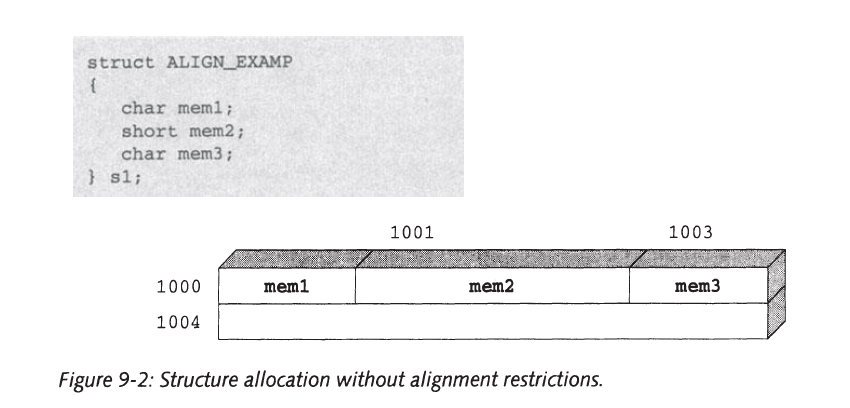 struct ALIGN_EXAMP
{
char mem1;
short mem2;
char mem3;
} s1;
1001 1003
1000 mem1 mem2 mem3
1004
Figure 9-2: Structure allocation without alignment restrictions.